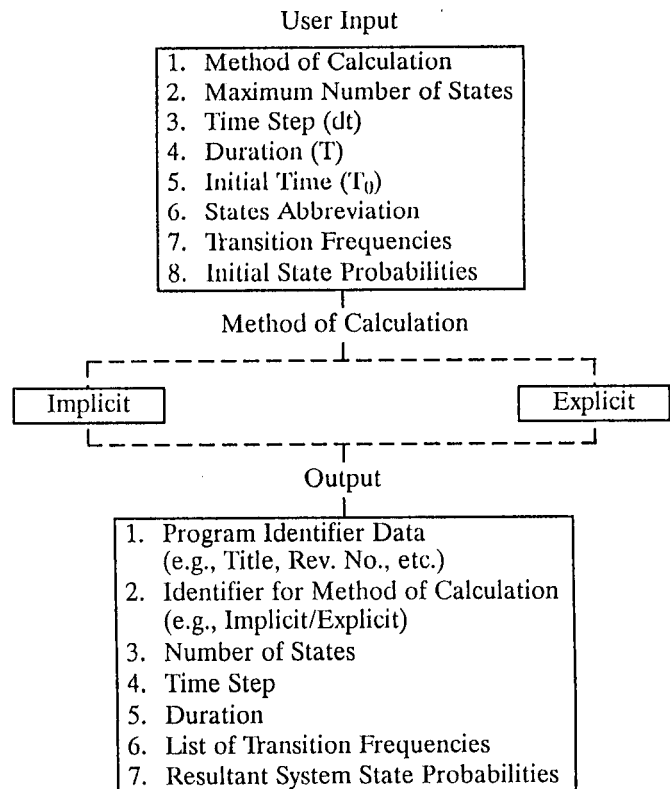 User Input
1. Method of Calculation
2. Maximum Number of States
3. Time Step (dt)
4. Duration (T)
5. Initial Time (T₀)
6. States Abbreviation
7. Transition Frequencies
8. Initial State Probabilities
Method of Calculation
Implicit
Explicit
Output
1. Program Identifier Data
(e.g., Title, Rev. No., etc.)
2. Identifier for Method of Calculation
(e.g., Implicit/Explicit)
3. Number of States
4. Time Step
5. Duration
6. List of Transition Frequencies
7. Resultant System State Probabilities